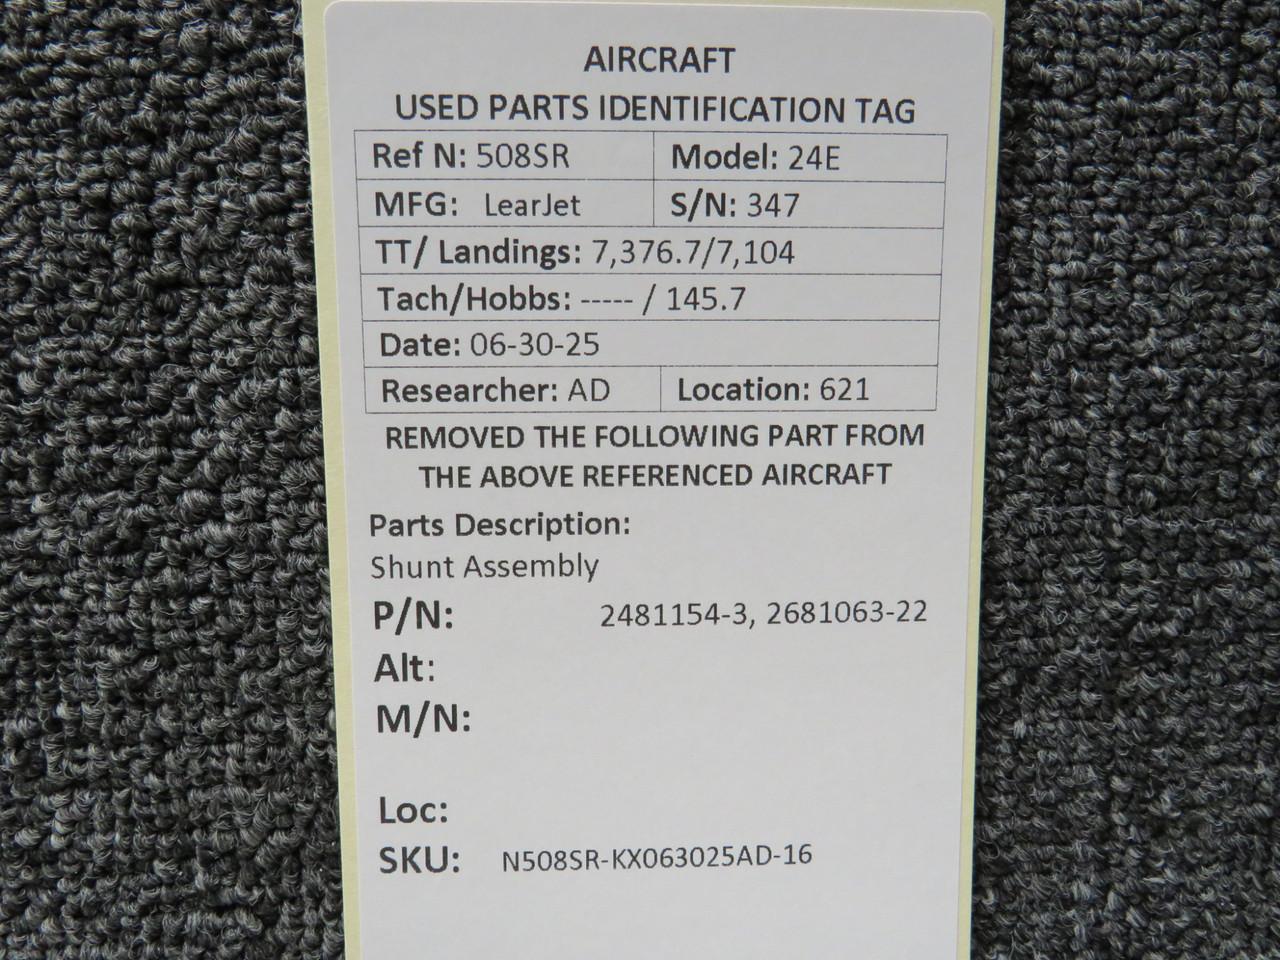 AIRCRAFT
USED PARTS IDENTIFICATION TAG
Ref N: 508SR Model: 24E
MFG: LearJet S/N: 347
TT/ Landings: 7,376.7/7,104
Tach/Hobbs: ----- / 145.7
Date: 06-30-25
Researcher: AD Location: 621
REMOVED THE FOLLOWING PART FROM
THE ABOVE REFERENCED AIRCRAFT
Parts Description:
Shunt Assembly
P/N: 2481154-3, 2681063-22
Alt:
M/N:
Loc:
SKU: N508SR-KX063025AD-16